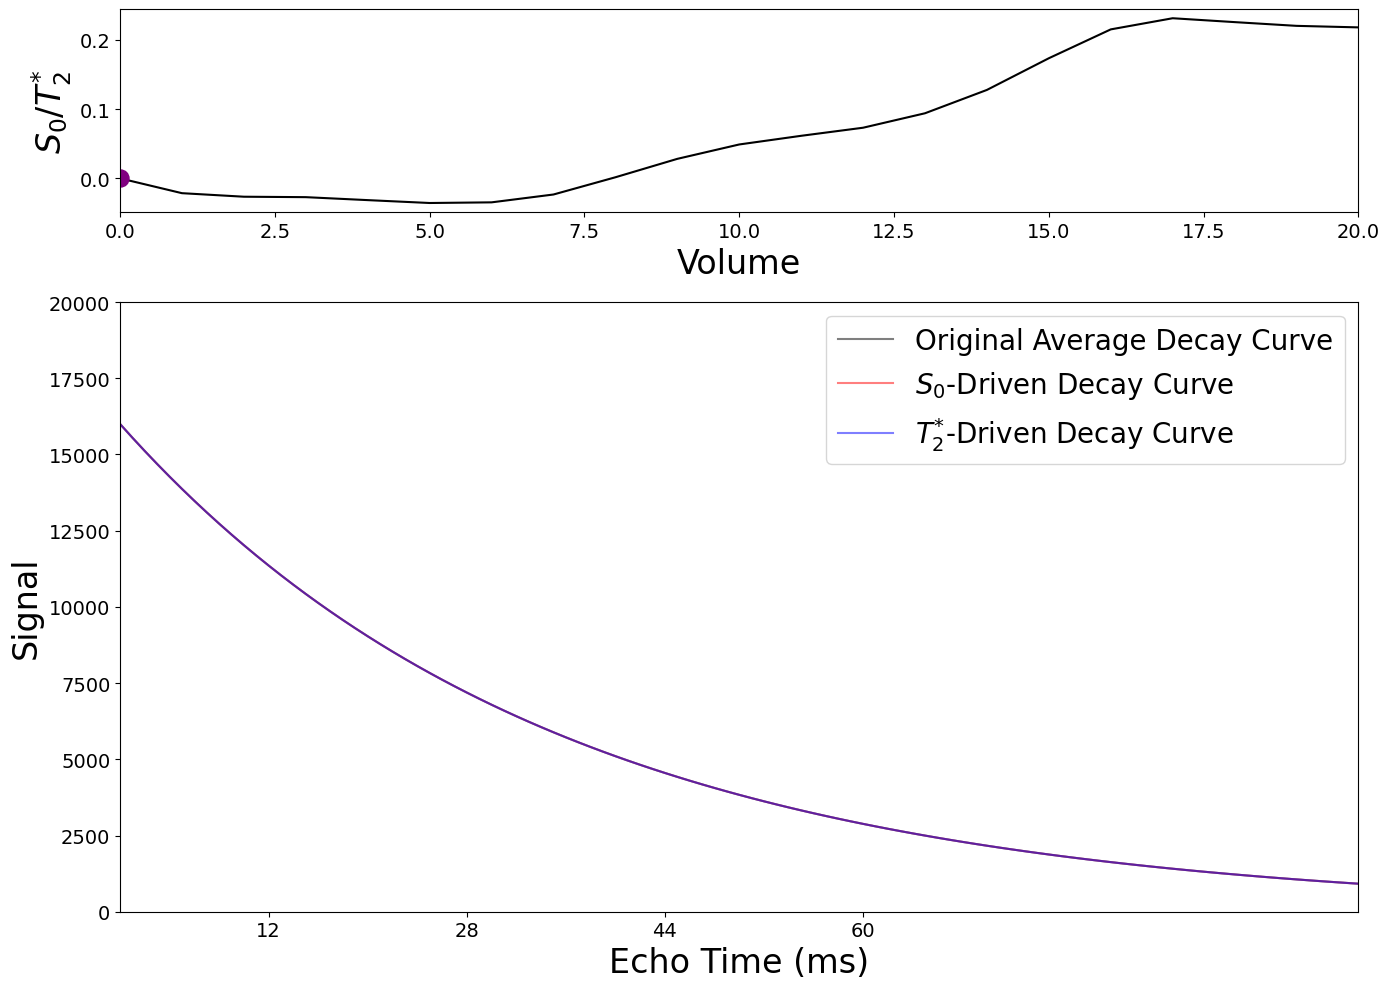 0.2
0.1
0.0
S₀/T₂*
0.0 2.5 5.0 7.5 10.0 12.5 15.0 17.5 20.0
Volume
20000
17500
15000
12500
10000
7500
5000
2500
0
Signal
Original Average Decay Curve
S₀-Driven Decay Curve
T₂*-Driven Decay Curve
12 28 44 60
Echo Time (ms)